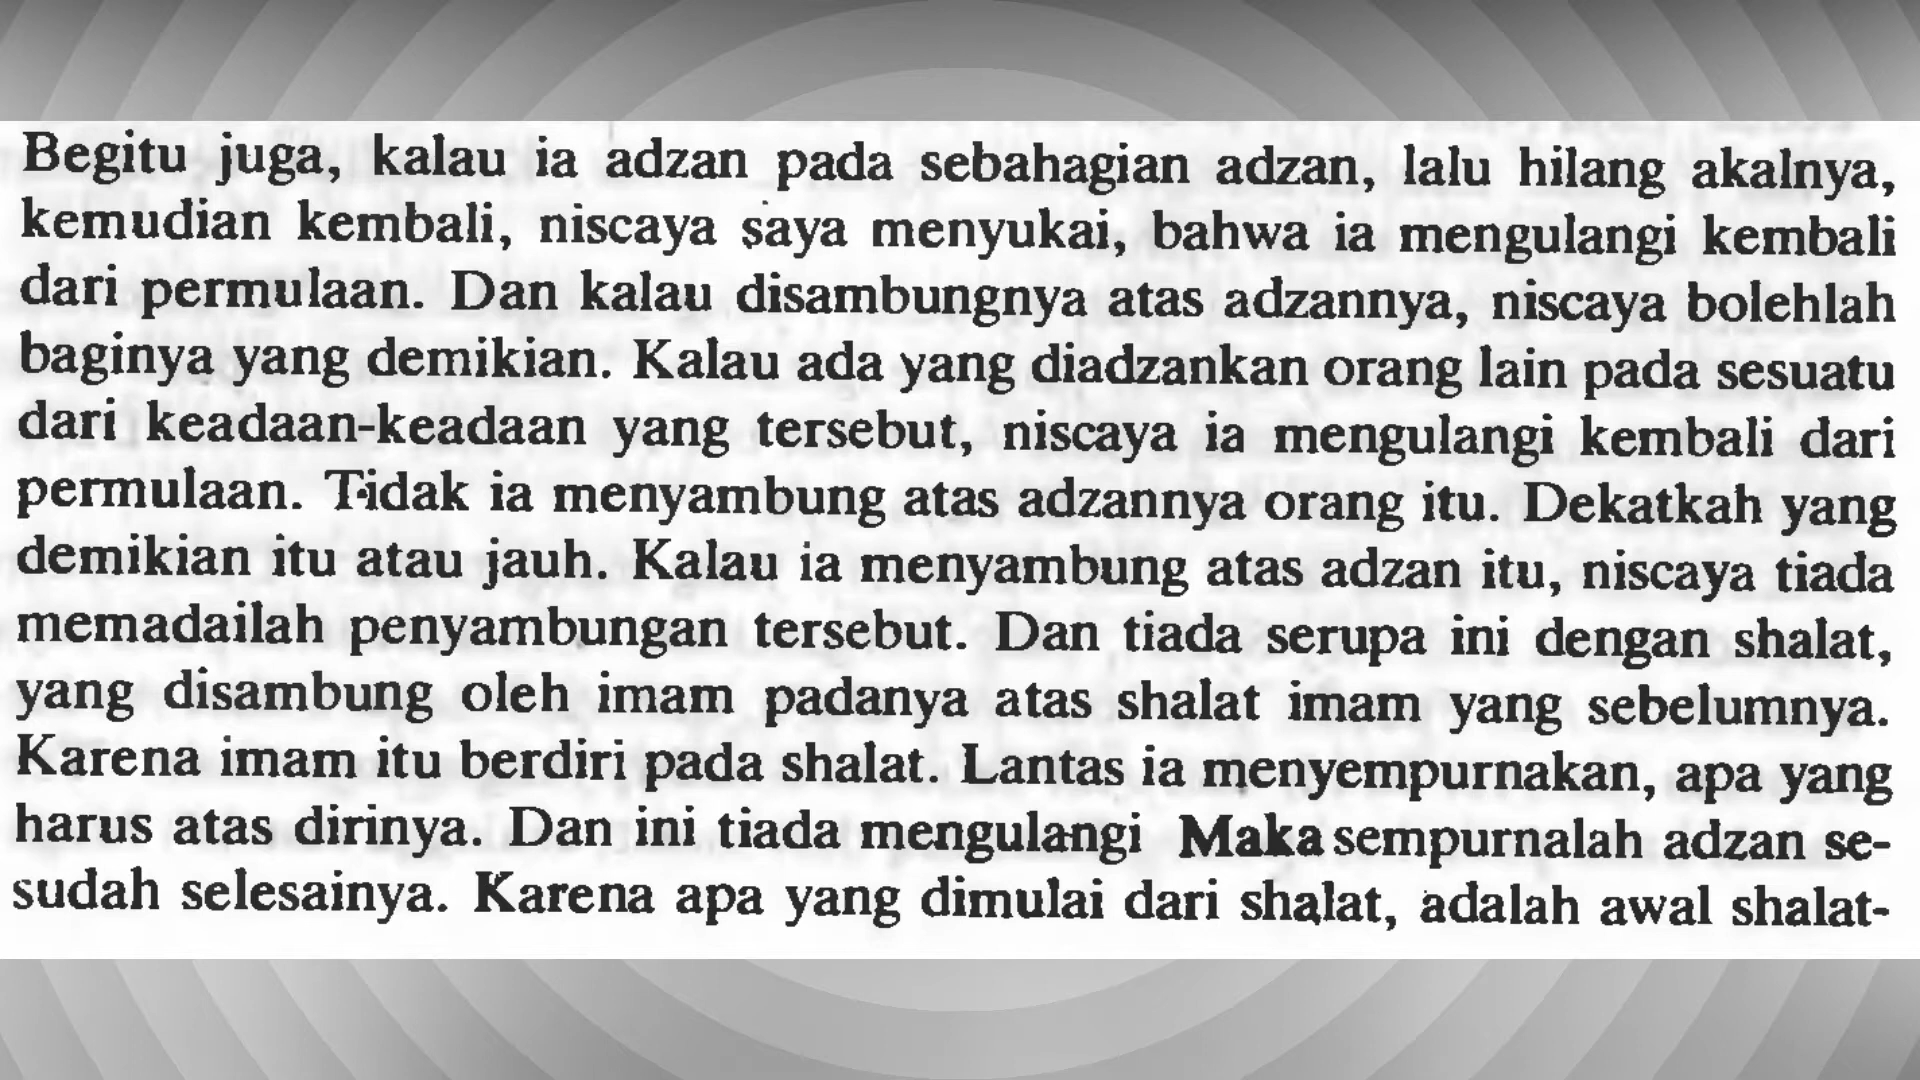 Begitu juga, kalau ia adzan pada sebahagian adzan, lalu hilang akalnya,
kemudian kembali, niscaya saya menyukai, bahwa ia mengulangi kembali
dari permulaan. Dan kalau disambungnya atas adzannya, niscaya bolehlah
baginya yang demikian. Kalau ada yang diadzankan orang lain pada sesuatu
dari keadaan-keadaan yang tersebut, niscaya ia mengulangi kembali dari
permulaan. Tidak ia menyambung atas adzannya orang itu. Dekatkah yang
demikian itu atau jauh. Kalau ia menyambung atas adzan itu, niscaya tiada
memadailah penyambungan tersebut. Dan tiada serupa ini dengan shalat,
yang disambung oleh imam padanya atas shalat imam yang sebelumnya.
Karena imam itu berdiri pada shalat. Lantas ia menyempurnakan, apa yang
harus atas dirinya. Dan ini tiada mengulangi Maka sempurnalah adzan se-
sudah selesainya. Karena apa yang dimulai dari shalat, adalah awal shalat-